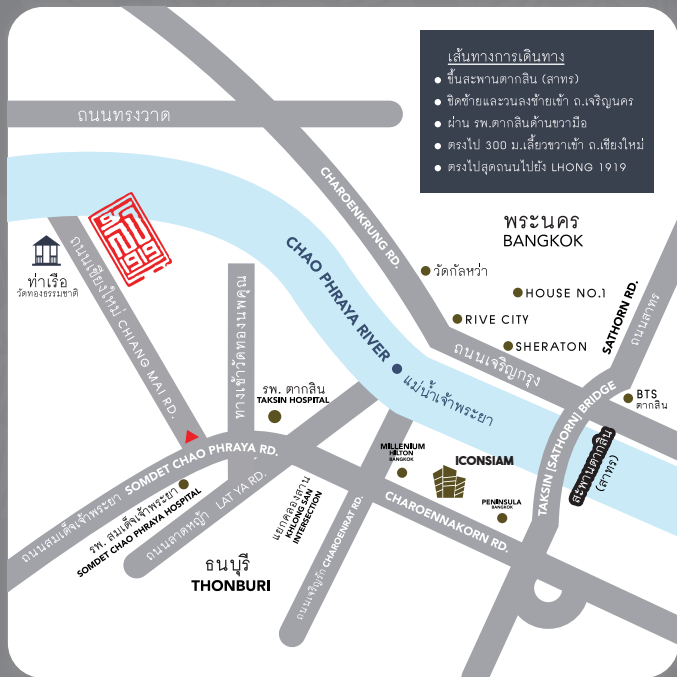 เส้นทางการเดินทาง
ขึ้นสะพานตากสิน (สาทร)
ชิดซ้ายและวนลงซ้ายเข้า ถ.เจริญนคร
ผ่าน รพ.ตากสินด้านขวามือ
ตรงไป 300 ม.เลี้ยวขวาเข้า ถ.เชียงใหม่
ตรงไปสุดถนนไปยัง LHONG 1919
ถนนทรงวาด
CHAROENKRUNG RD.
พระนคร
BANGKOK
ท่าเรือ
วัดทองธรรมชาติ
ถนนเชียงใหม่ CHIANG MAI RD.
CHAO PHRAYA RIVER
แม่น้ำเจ้าพระยา
วัดกัลหว่า
HOUSE NO.1
RIVE CITY
SHERATON
ถนนเจริญกรุง
SATHORN RD.
ถนนสาทร
BTS
ตากสิน
ทางเข้าวัดทองนพคุณ
รพ. ตากสิน
TAKSIN HOSPITAL
TAKSIN (SATHORN) BRIDGE
สะพานตากสิน
(สาทร)
MILLENIUM
HILTON
BANGKOK
ICONSIAM
PENINSULA
BANGKOK
CHAROENNAKORN RD.
ถนนสมเด็จเจ้าพระยา SOMDET CHAO PHRAYA RD.
รพ. สมเด็จเจ้าพระยา
SOMDET CHAO PHRAYA HOSPITAL
ถนนลาดหญ้า LAT YA RD.
แยกคลองสาน
KHLONG SAN
INTERSECTION
ถนนเจริญรัถ CHAROENRAT RD.
ธนบุรี
THONBURI